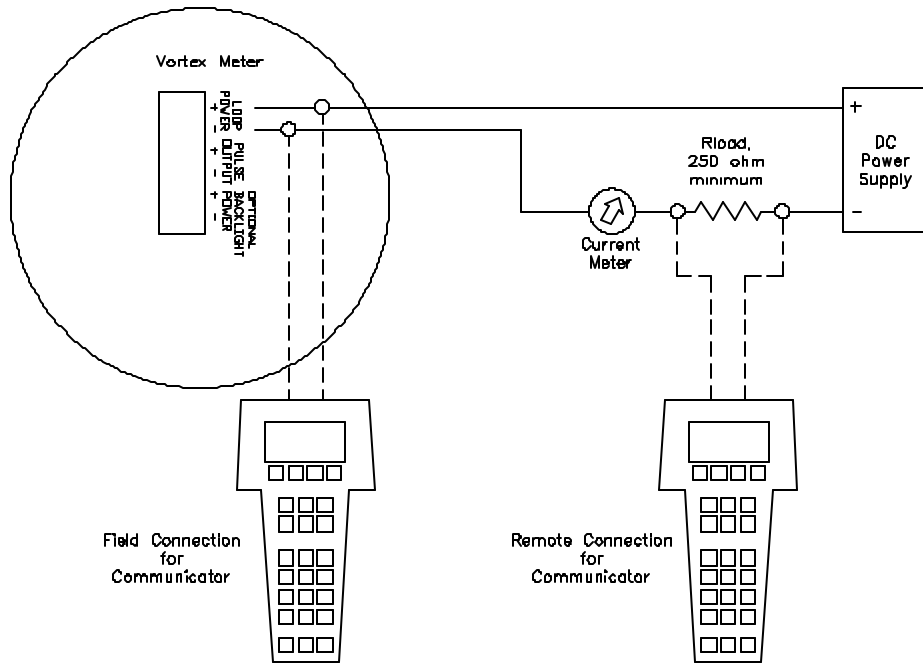 Vortex Meter
+ LOOP
- POWER
+ PULSE
- OUTPUT
+ OPTIONAL
- BACKLIGHT
POWER
+
DC
Power
Supply
-
Rload,
250 ohm
minimum
Current
Meter
Field Connection
for
Communicator
Remote Connection
for
Communicator